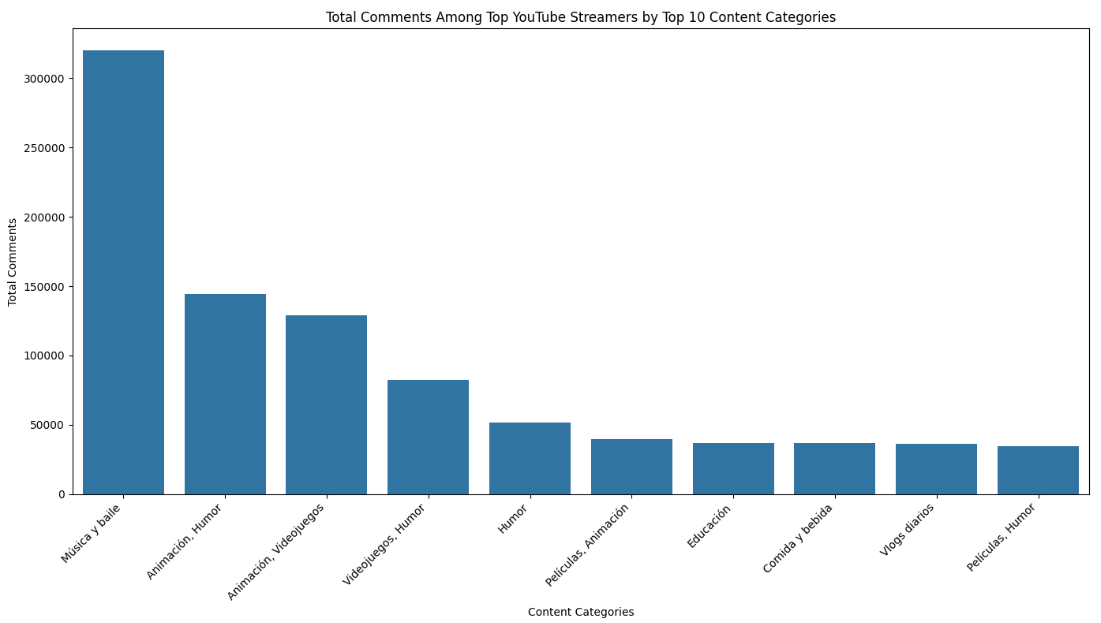 Total Comments Among Top YouTube Streamers by Top 10 Content Categories
Total Comments
300000
250000
200000
150000
100000
50000
0
Música y baile
Animación, Humor
Animación, Videojuegos
Videojuegos, Humor
Humor
Películas, Animación
Educación
Comida y bebida
Vlogs diarios
Películas, Humor
Content Categories